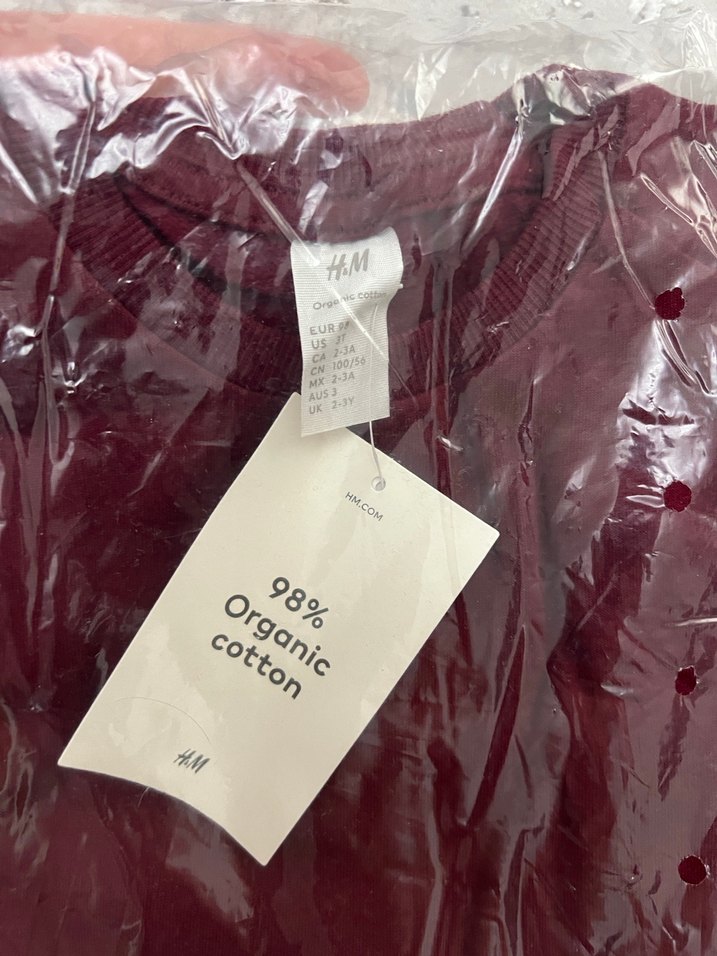 H&M
Organic cotton
EUR 98
US 3T
CA 2-3A
CN 100/56
MX 2-3A
AUS 3
UK 2-3Y
HM.COM
98%
Organic
cotton
H&M